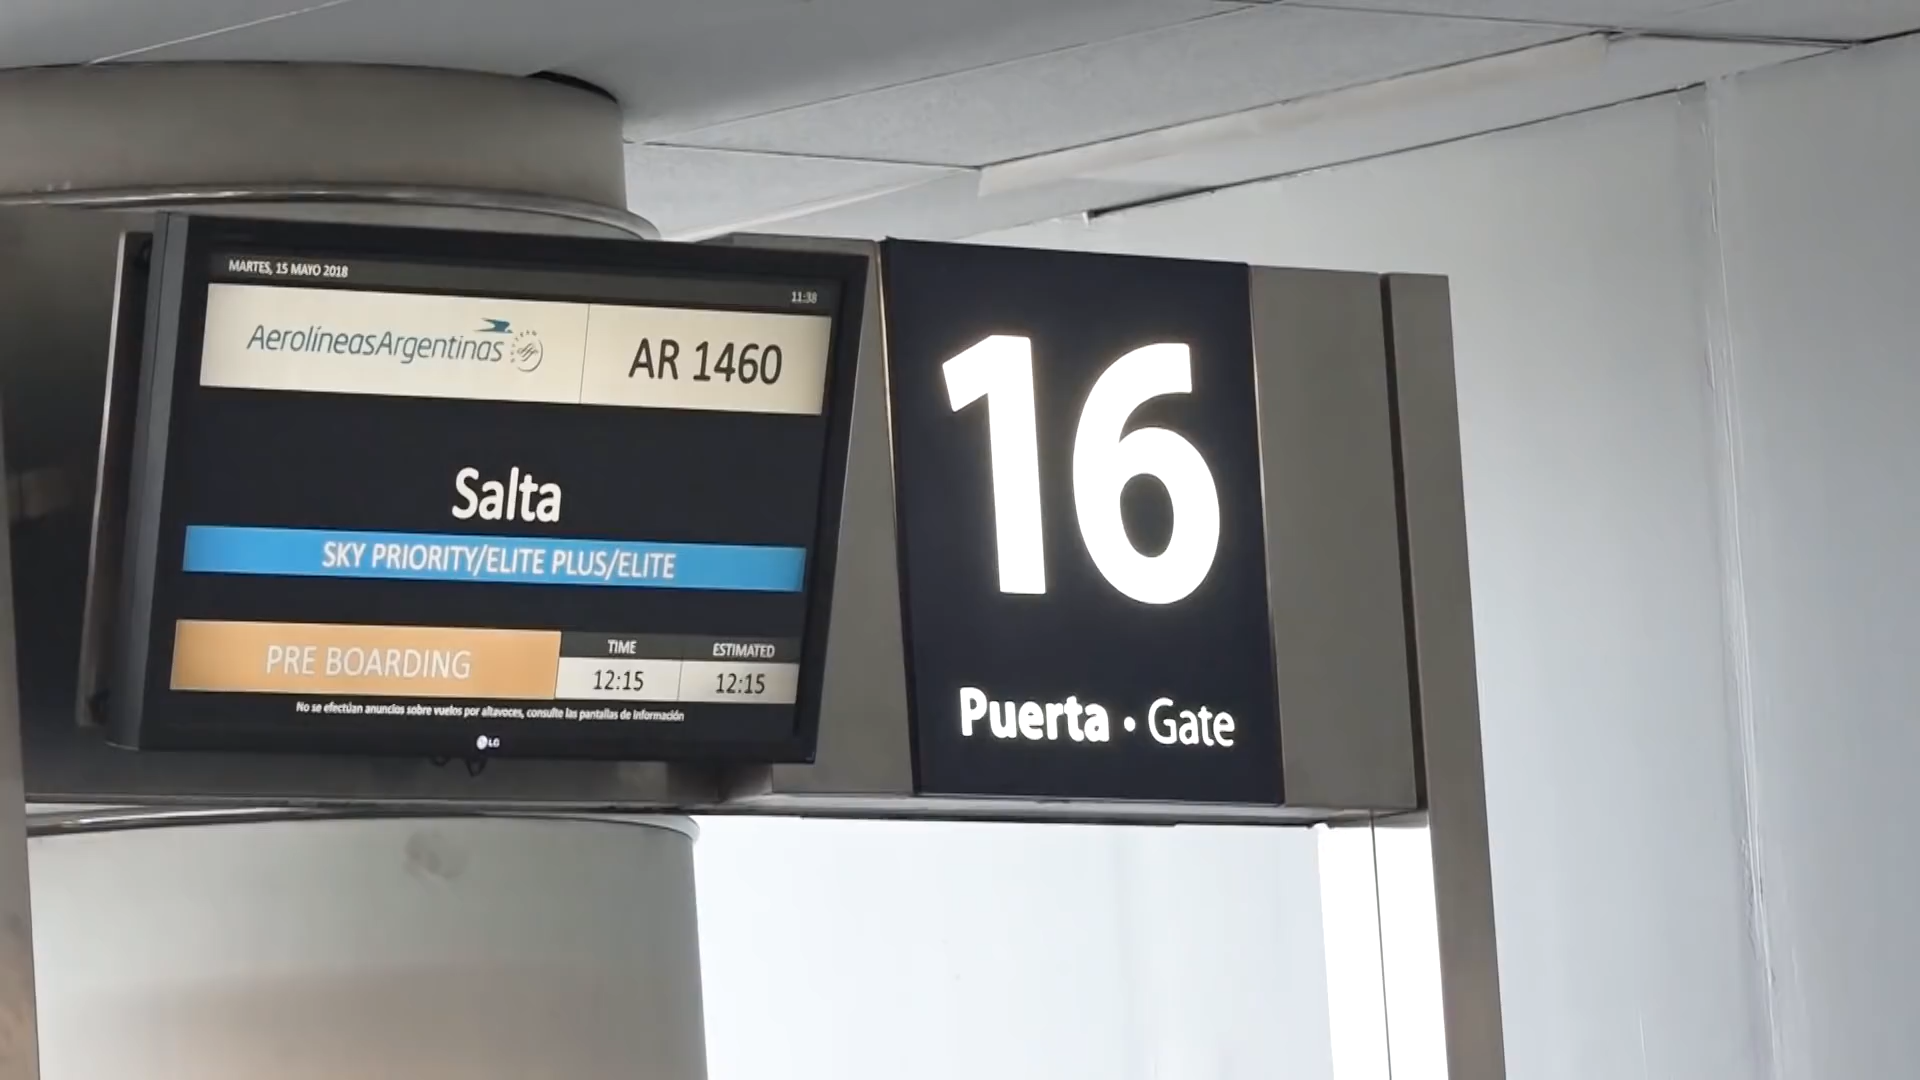 MARTES, 15 MAYO 2018
11:38
AerolíneasArgentinas
AR 1460
Salta
SKY PRIORITY/ELITE PLUS/ELITE
PRE BOARDING
TIME
ESTIMATED
12:15
12:15
No se efectúan anuncios sobre vuelos por altavoces, consulte las pantallas de información
LG
16
Puerta · Gate